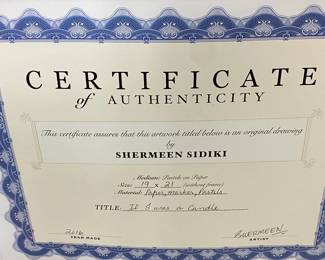 CERTIFICATE
of AUTHENTICITY
This certificate assures that this artwork titled below is an original drawing
by
SHERMEEN SIDIKI
Medium: Pastels on Paper
Size: 19 x 21 (without frame)
Material: Paper, marker, Pastels
TITLE: If I was a Candle
2016 SHERMEEN
YEAR MADE ARTIST